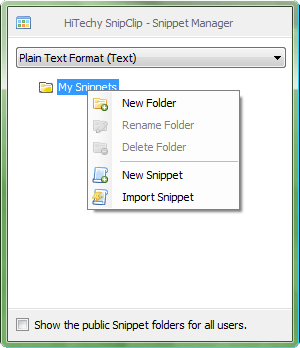 HiTechy SnipClip - Snippet Manager
Plain Text Format (Text)
My Snippets
New Folder
Rename Folder
Delete Folder
New Snippet
Import Snippet
Show the public Snippet folders for all users.